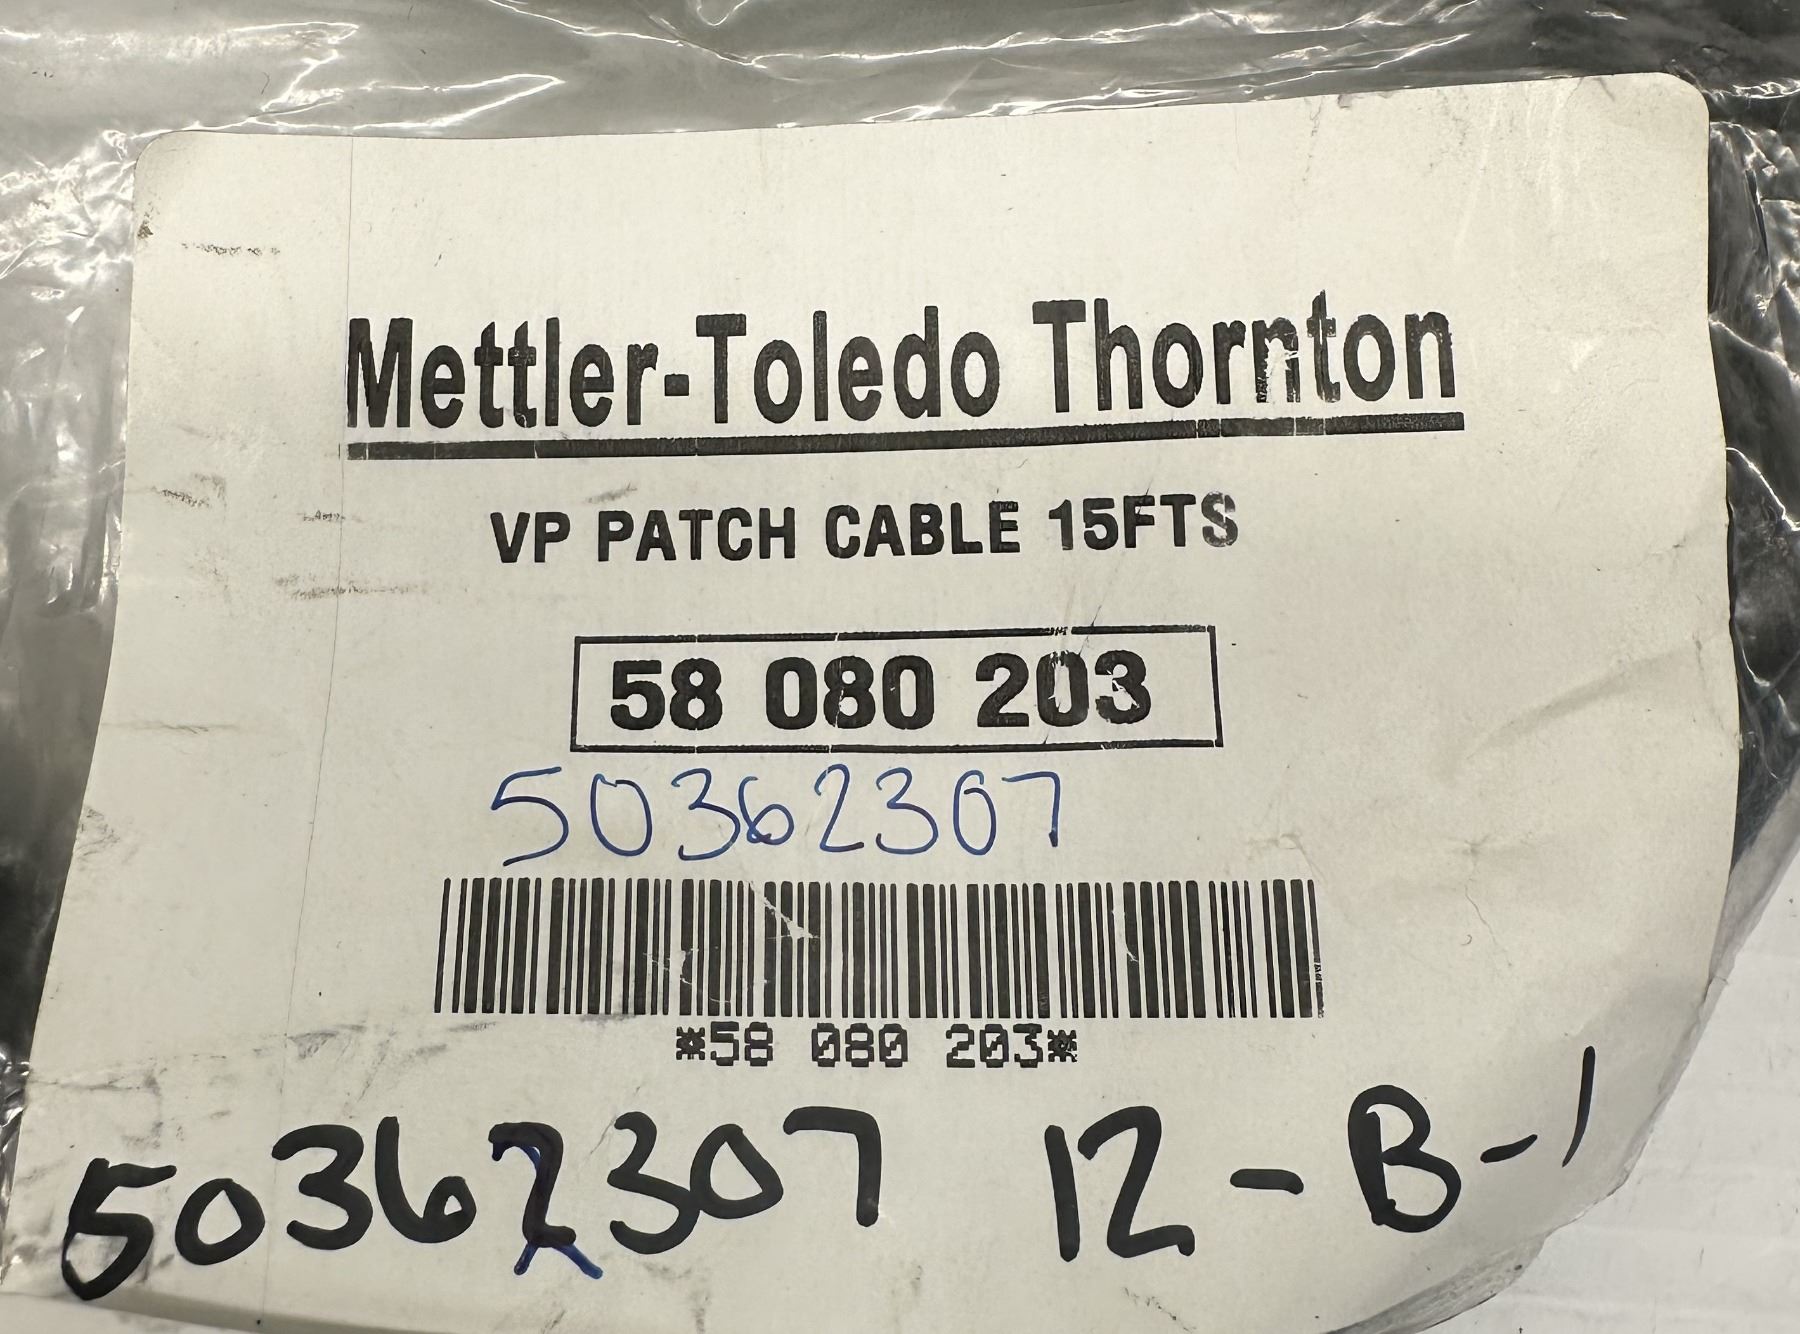 Mettler-Toledo Thornton
VP PATCH CABLE 15FTS
58 080 203
50362307
*58 080 203*
50362307 12-B-1